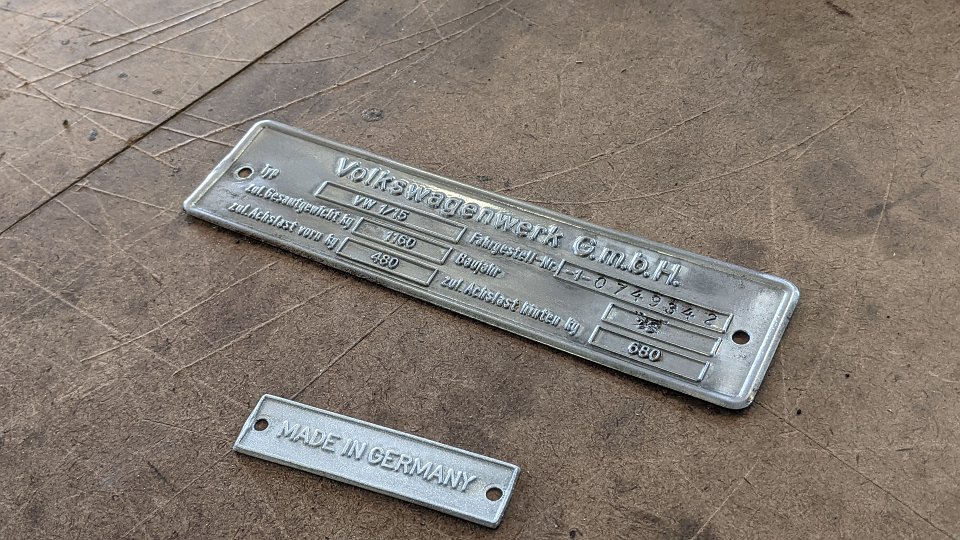 Volkswagenwerk G.m.b.H.
Typ VW 1/15 Fahrgestell-Nr. -1-0749342
zul. Gesamtgewicht kg 1160 Baujahr
zul. Achslast vorn kg 480 zul. Achslast hinten kg 680
MADE IN GERMANY